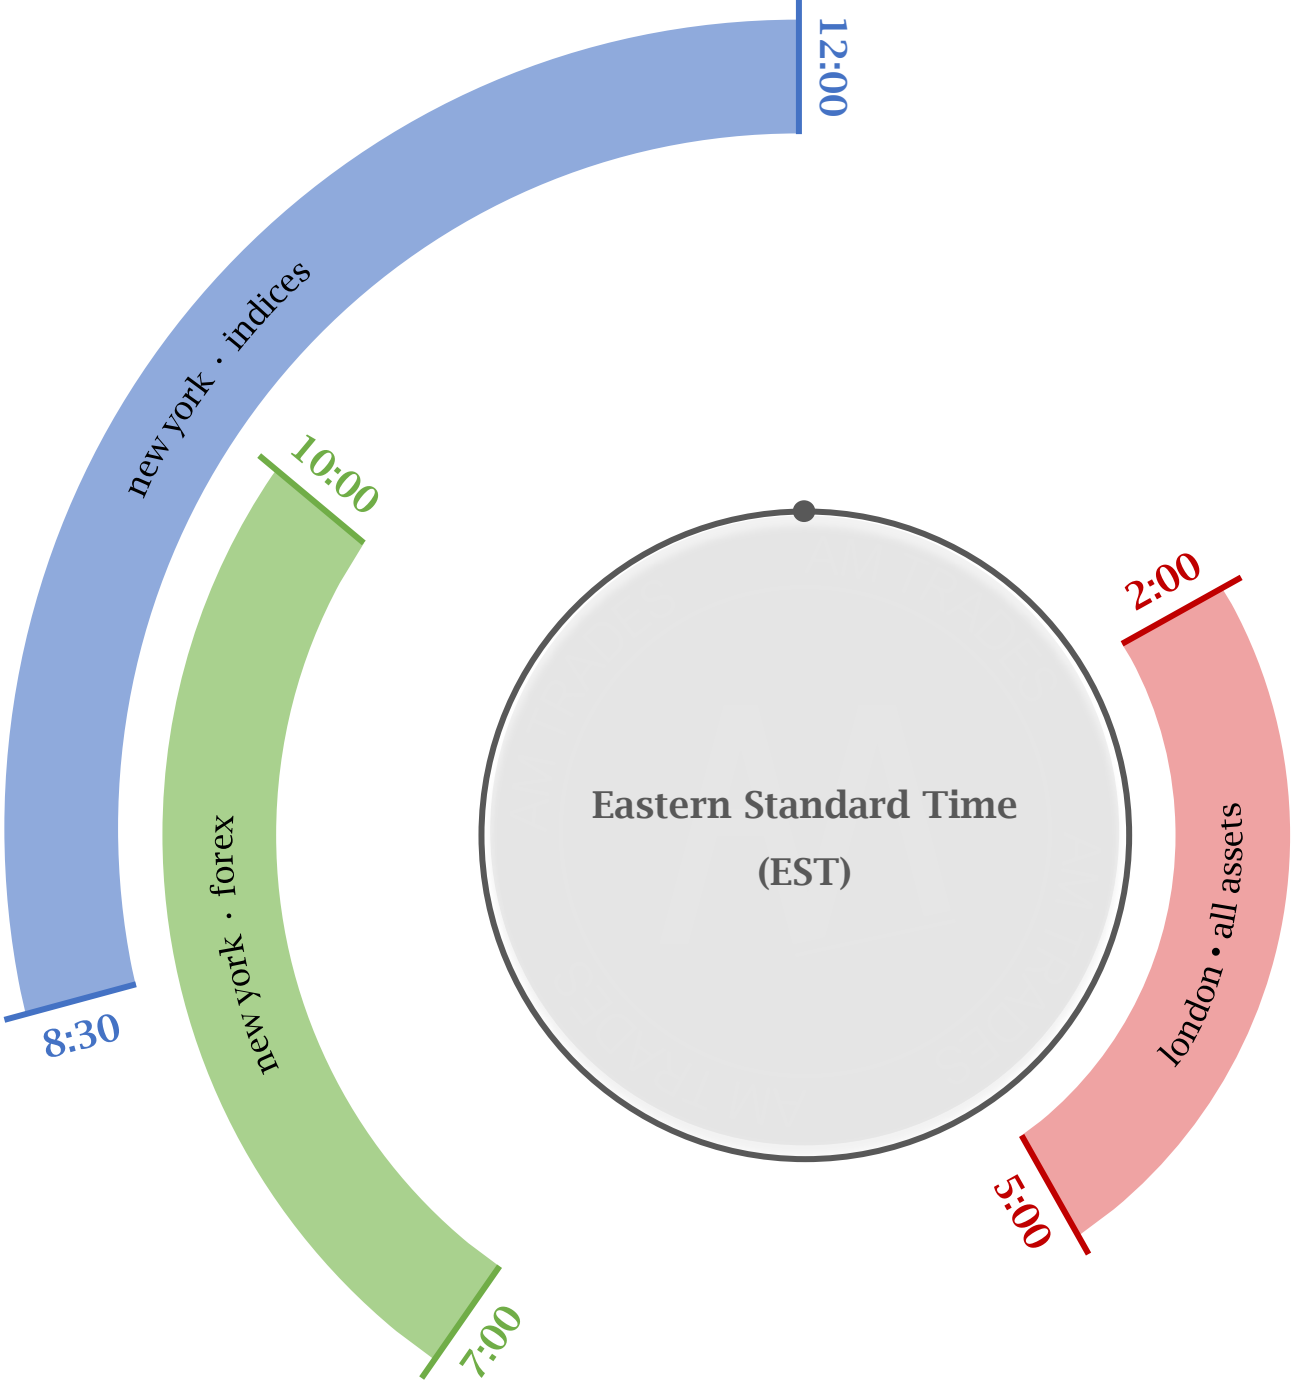 12:00
new york · indices
8:30
10:00
new york · forex
7:00
Eastern Standard Time
(EST)
2:00
london • all assets
5:00